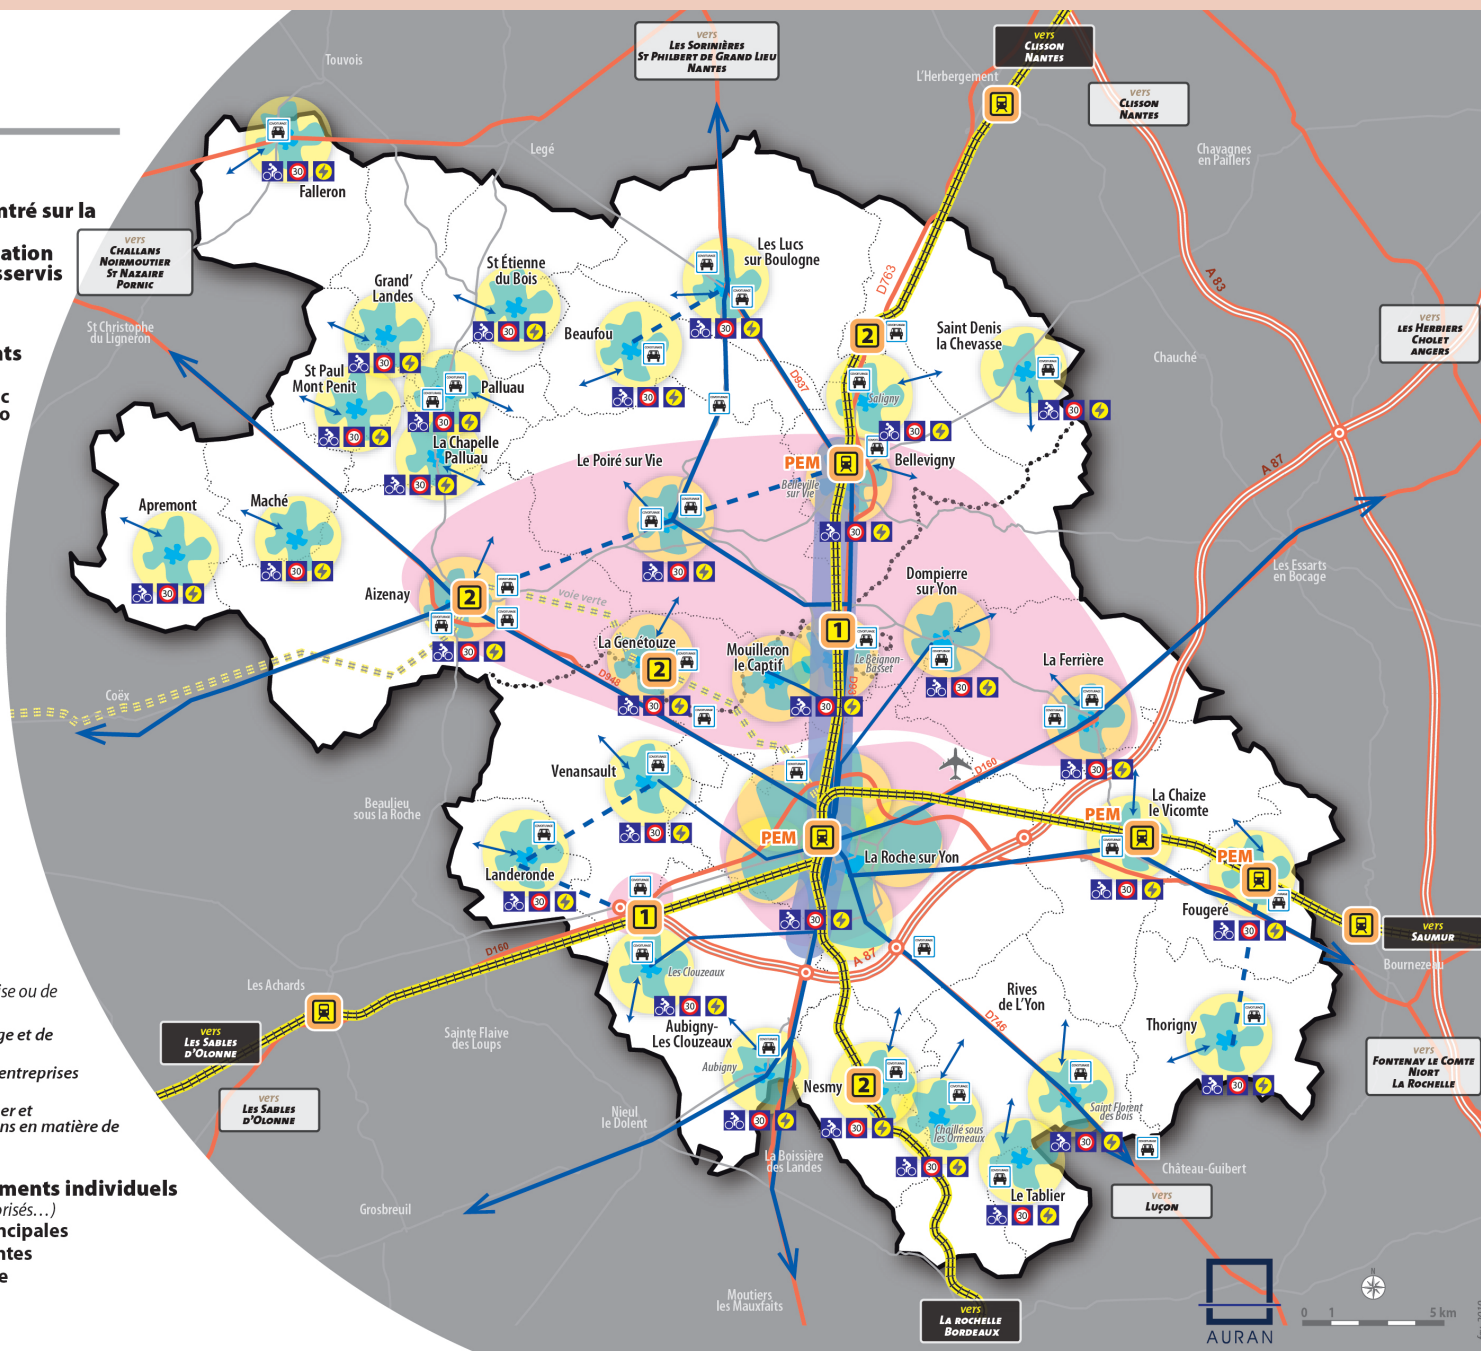 Touvois
vers
Les Sorinières
St Philbert de Grand Lieu
Nantes
vers
Clisson
Nantes
L'Herbergement
vers
Clisson
Nantes
Legé
Chavagnes
en Paillers
Falleron
ntré sur la
ation
sservis
vers
Challans
Noirmoutier
St Nazaire
Pornic
Les Lucs
sur Boulogne
St Étienne
du Bois
Grand'
Landes
D763
A 83
St Christophe
du Ligneron
Beaufou
2
Saint Denis
la Chevasse
vers
les Herbiers
Cholet
Angers
Chauché
nts
c
o
St Paul
Mont Penit
Palluau
D937
Saligny
La Chapelle
Palluau
Le Poiré sur Vie
PEM
Bellevigny
Belleville
sur Vie
A 87
Apremont
Maché
Les Essarts
en Bocage
Aizenay
2
voie verte
Dompierre
sur Yon
La Genétouze
2
Mouilleron
le Captif
1
Le Beignon-
Basset
La Ferrière
D948
D93
Coëx
Venansault
D160
Beaulieu
sous la Roche
La Chaize
le Vicomte
PEM
PEM
La Roche sur Yon
PEM
Landeronde
Fougeré
1
vers
Saumur
D160
A 87
Bournezeau
Les Clouzeaux
Les Achards
ise ou de
Rives
de L'Yon
Thorigny
D746
vers
Les Sables
d'Olonne
Sainte Flaive
des Loups
Aubigny-
Les Clouzeaux
ge et de
Aubigny
entreprises
Nesmy
2
vers
Fontenay le Comte
Niort
La Rochelle
vers
Les Sables
d'Olonne
Nieul
le Dolent
er et
ns en matière de
Chaillé sous
les Ormeaux
Saint Florent
des Bois
La Boissière
des Landes
Château-Guibert
ments individuels
orisés...)
Le Tablier
vers
Luçon
Grosbreuil
ncipales
ntes
e
Moutiers
les Mauxfaits
vers
La Rochelle
Bordeaux
AURAN
N
0 1 5 km